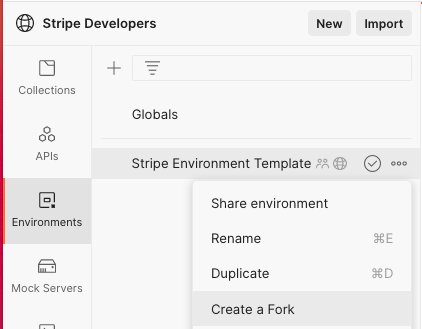 Stripe Developers
New
Import
Collections
Globals
APIs
Stripe Environment Template
Environments
Share environment
Rename ⌘E
Duplicate ⌘D
Mock Servers
Create a Fork